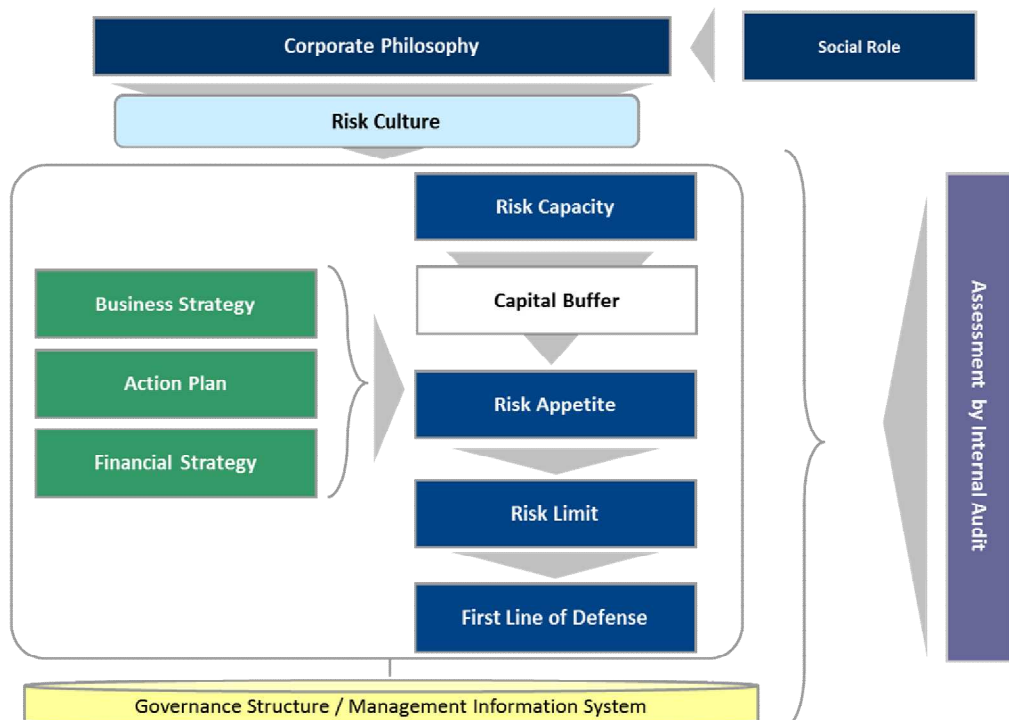 Corporate Philosophy
Social Role
Risk Culture
Risk Capacity
Business Strategy
Capital Buffer
Action Plan
Risk Appetite
Financial Strategy
Risk Limit
First Line of Defense
Assessment by Internal Audit
Governance Structure / Management Information System